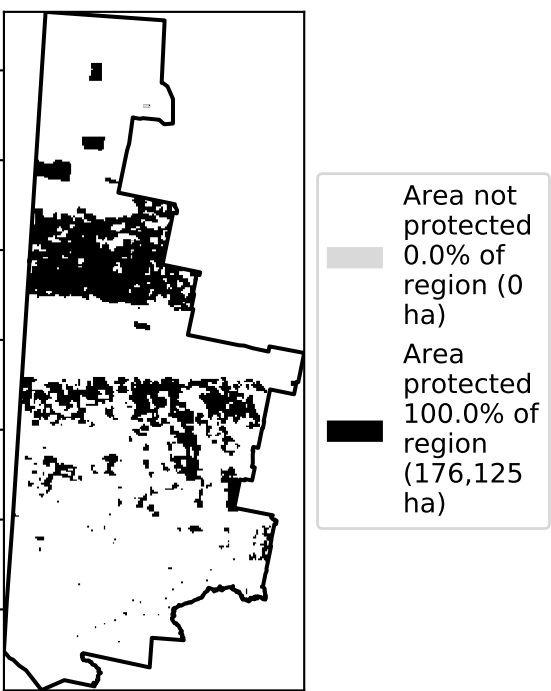 Area not
protected
0.0% of
region (0
ha)
Area
protected
100.0% of
region
(176,125
ha)